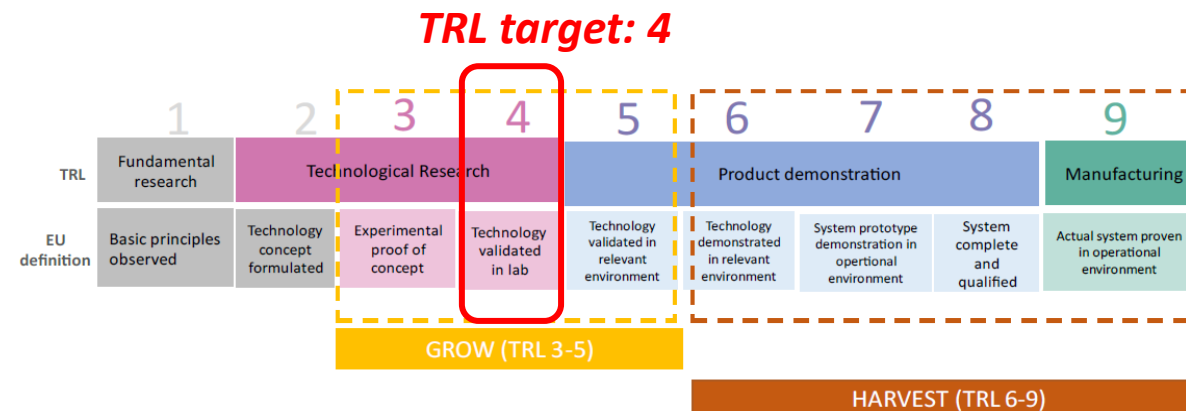 TRL target: 4
1 2 3 4 5 6 7 8 9
TRL
Fundamental
research
Technological Research
Product demonstration
Manufacturing
EU
definition
Basic principles
observed
Technology
concept
formulated
Experimental
proof of
concept
Technology
validated
in lab
Technology
validated in
relevant
environment
Technology
demonstrated
in relevant
environment
System prototype
demonstration in
opertional
environment
System
complete
and
qualified
Actual system proven
in operational
environment
GROW (TRL 3-5)
HARVEST (TRL 6-9)